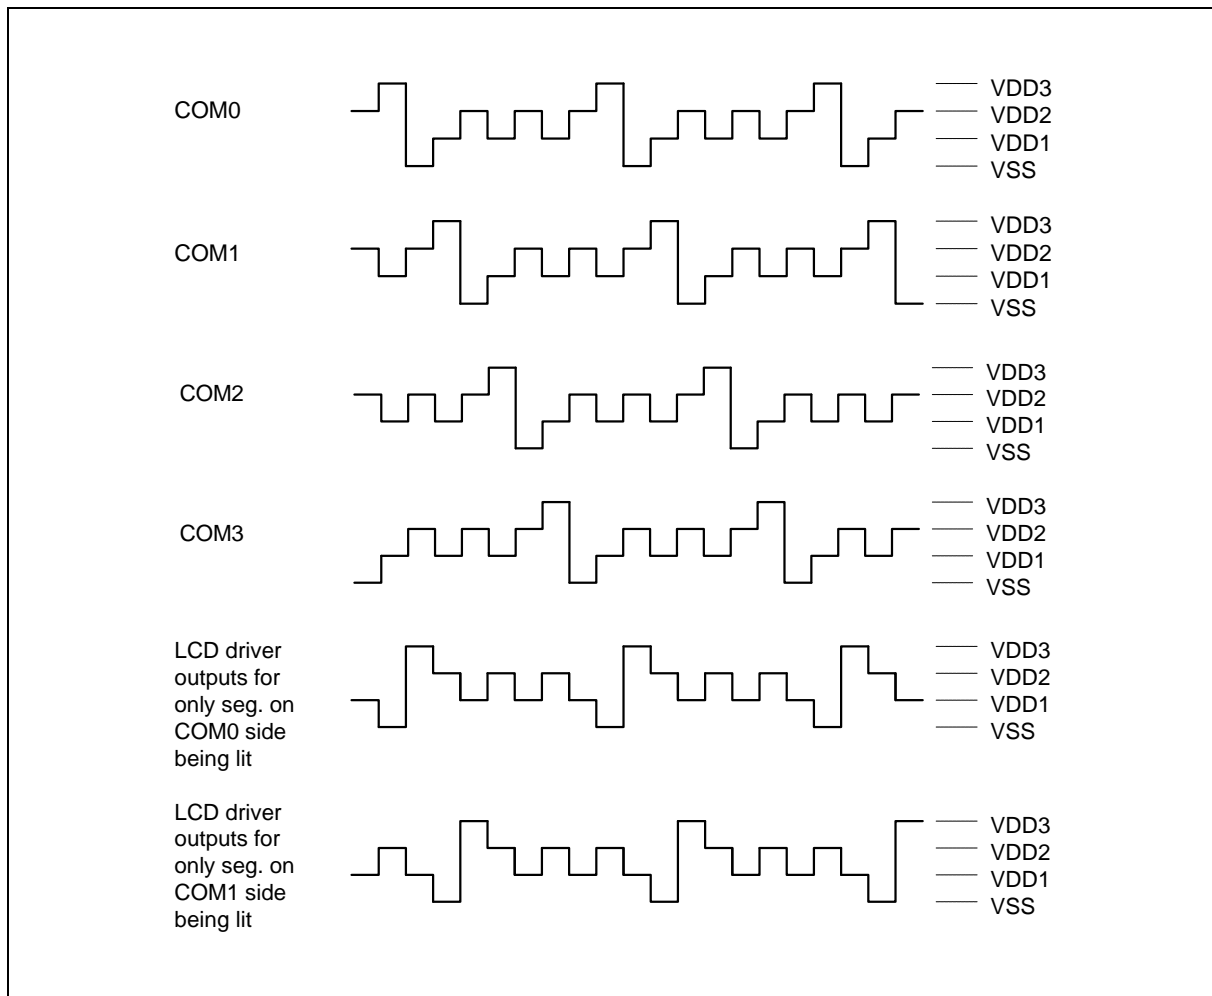 COM0
VDD3
VDD2
VDD1
VSS
COM1
VDD3
VDD2
VDD1
VSS
COM2
VDD3
VDD2
VDD1
VSS
COM3
VDD3
VDD2
VDD1
VSS
LCD driver
outputs for
only seg. on
COM0 side
being lit
VDD3
VDD2
VDD1
VSS
LCD driver
outputs for
only seg. on
COM1 side
being lit
VDD3
VDD2
VDD1
VSS